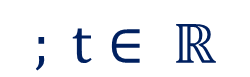 ; t ∈ ℝ